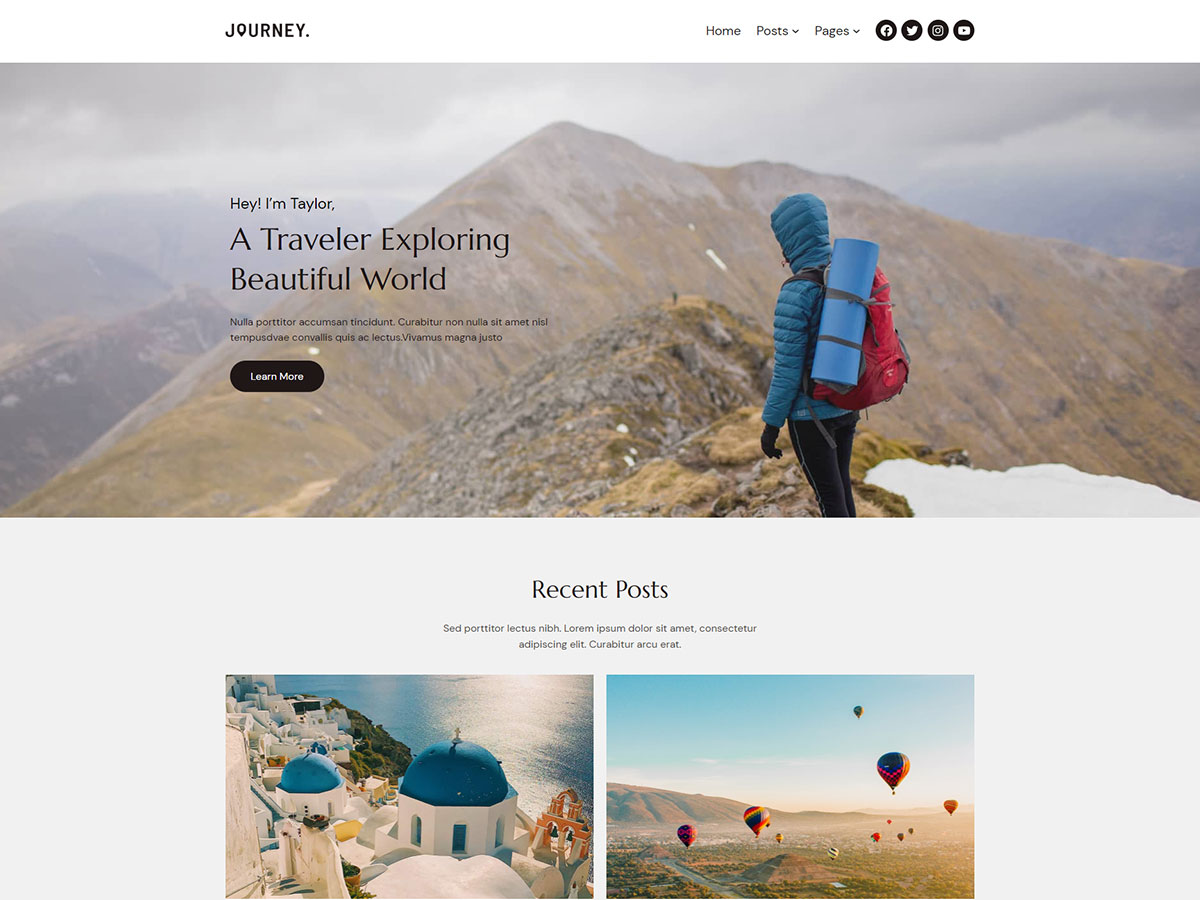 JOURNEY.
Home Posts Pages
Hey! I’m Taylor,
A Traveler Exploring
Beautiful World
Nulla porttitor accumsan tincidunt. Curabitur non nulla sit amet nisl
tempusdvae convallis quis ac lectus.Vivamus magna justo
Learn More
Recent Posts
Sed porttitor lectus nibh. Lorem ipsum dolor sit amet, consectetur
adipiscing elit. Curabitur arcu erat.